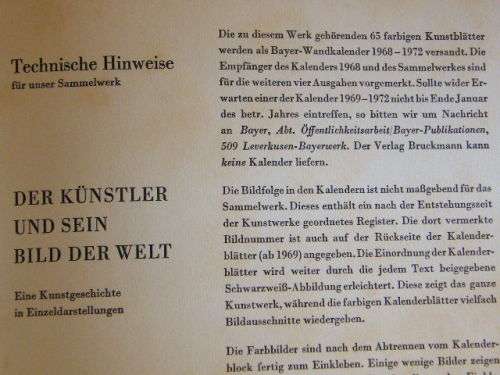 Technische Hinweise
für unser Sammelwerk
DER KÜNSTLER
UND SEIN
BILD DER WELT
Eine Kunstgeschichte
in Einzeldarstellungen
Die zu diesem Werk gehörenden 65 farbigen Kunstblätter
werden als Bayer-Wandkalender 1968–1972 versandt. Die
Empfänger des Kalenders 1968 und des Sammelwerkes sind
für die weiteren vier Ausgaben vorgemerkt. Sollte wider Er-
warten einer der Kalender 1969–1972 nicht bis Ende Januar
des betr. Jahres eintreffen, so bitten wir um Nachricht
an Bayer, Abt. Öffentlichkeitsarbeit/Bayer-Publikationen,
509 Leverkusen-Bayerwerk. Der Verlag Bruckmann kann
keine Kalender liefern.
Die Bildfolge in den Kalendern ist nicht maßgebend für das
Sammelwerk. Dieses enthält ein nach der Entstehungszeit
der Kunstwerke geordnetes Register. Die dort vermerkte
Bildnummer ist auch auf der Rückseite der Kalender-
blätter (ab 1969) angegeben. Die Einordnung der Kalender-
blätter wird weiter durch die jedem Text beigegebene
Schwarzweiß-Abbildung erleichtert. Diese zeigt das ganze
Kunstwerk, während die farbigen Kalenderblätter vielfach
Bildausschnitte wiedergeben.
Die Farbbilder sind nach dem Abtrennen vom Kalender-
block fertig zum Einkleben. Einige wenige Bilder zeigen